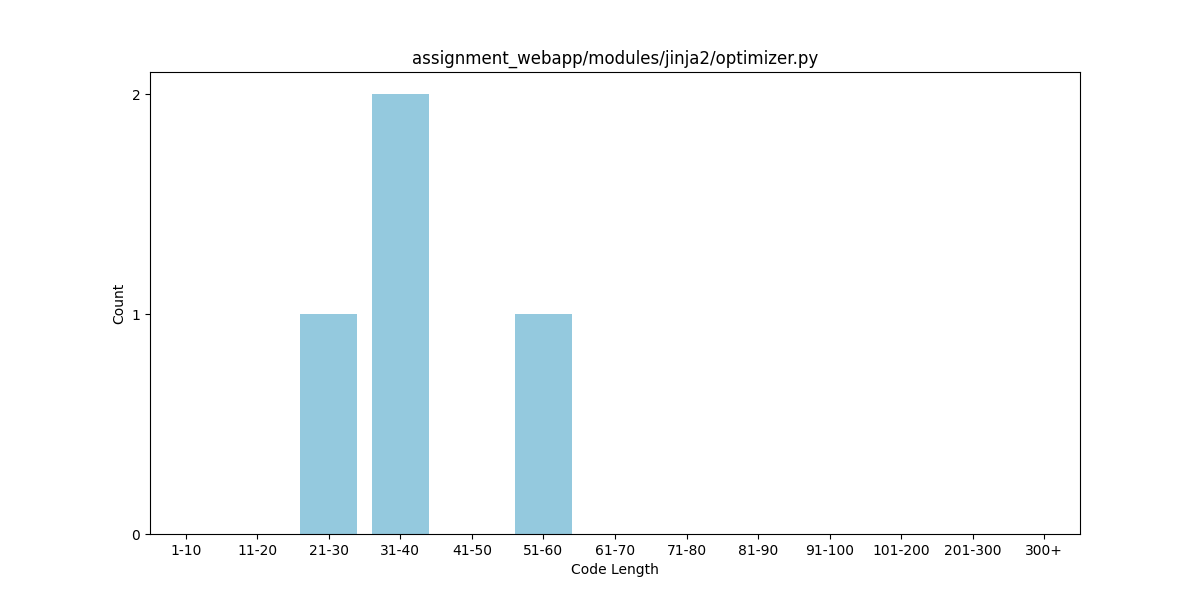 assignment_webapp/modules/jinja2/optimizer.py
2
1
0
Count
1-10 11-20 21-30 31-40 41-50 51-60 61-70 71-80 81-90 91-100 101-200 201-300 300+
Code Length